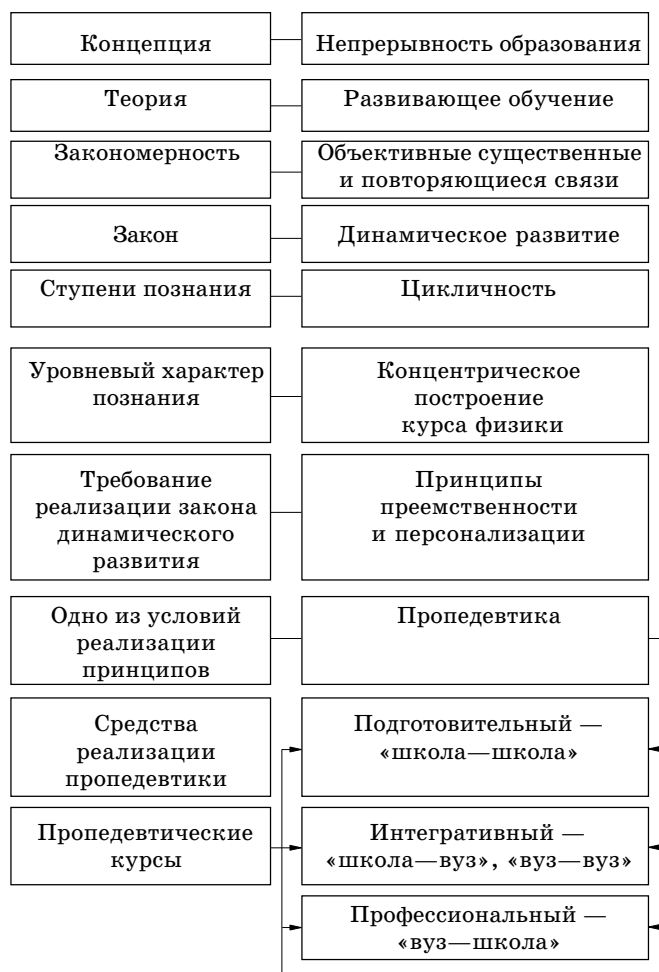 Концепция
Непрерывность образования
Теория
Развивающее обучение
Закономерность
Объективные существенные
и повторяющиеся связи
Закон
Динамическое развитие
Ступени познания
Цикличность
Уровневый характер
познания
Концентрическое
построение
курса физики
Требование
реализации закона
динамического
развития
Принципы
преемственности
и персонализации
Одно из условий
реализации
принципов
Пропедевтика
Средства
реализации
пропедевтики
Подготовительный —
«школа—школа»
Пропедевтические
курсы
Интегративный —
«школа—вуз», «вуз—вуз»
Профессиональный —
«вуз—школа»